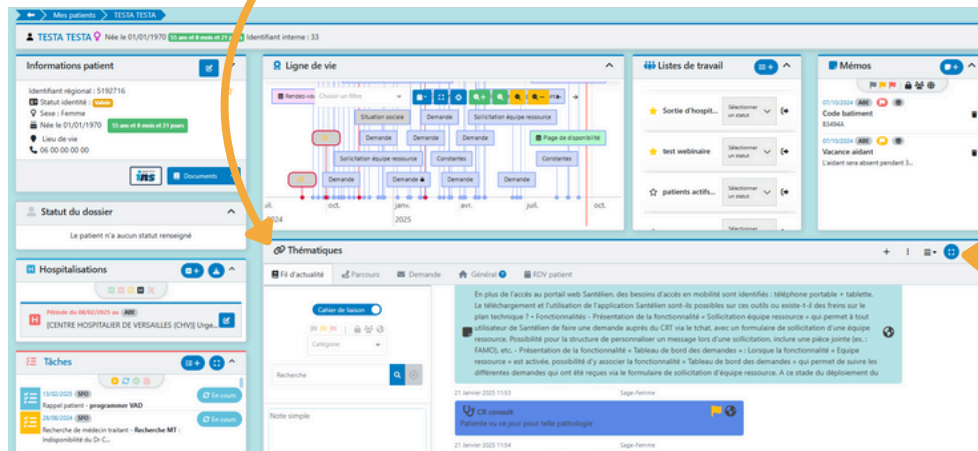 Mes patients
TESTA TESTA
TESTA TESTA
Née le 01/01/1970
55 ans et 8 mois et 21 jours
Identifiant interne : 33
Informations patient
Identifiant régional : 5192716
Statut identité :
Valide
Sexe : Femme
Née le 01/01/1970
55 ans et 8 mois et 21 jours
Lieu de vie
06 00 00 00 00
ins
Documents
Statut du dossier
Le patient n'a aucun statut renseigné
Hospitalisations
Période du 08/02/2025 au
ABE
[CENTRE HOSPITALIER DE VERSAILLES (CHV)] Urge...
Tâches
13/02/2025
SPO
En cours
Rappel patient - programmer VAD
26/08/2024
SPO
En cours
Recherche de médecin traitant - Recherche MT :
Indisponibilité du Dr C...
Ligne de vie
Rendez-vous
Choisir un filtre
Situation sociale
Demande
Solicitation équipe ressource
Demande
Demande
Demande
Plage de disponibilité
Solicitation équipe ressource
Constantes
Constantes
Demande
Demande
Demande
Demande
oct.
janv.
avr.
juil.
oct.
2024
2025
Listes de travail
Sortie d'hospit...
Sélectionner un statut
test webinaire
Sélectionner un statut
patients actifs...
Sélectionner un statut
Sélectionner
Mémos
07/10/2024
ABE
Code batiment
83494A
07/10/2024
ABE
Vacance aidant
L'aidant sera absent pendant 3...
Thématiques
Fil d'actualité
Parcours
Demande
Général
RDV patient
Cahier de liaison
Catégorie
Recherche
Note simple
En plus de l'accès au portail web Santélien, des besoins d'accès en mobilité sont identifiés : téléphone portable + tablette.
Le téléchargement et l'utilisation de l'application Santélien sont-ils possibles sur ces outils ou existe-t-il des freins sur le
plan technique ? • Fonctionnalités - Présentation de la fonctionnalité « Sollicitation équipe ressource » qui permet à tout
utilisateur de Santélien de faire une demande auprès du CRT via le tchat, avec un formulaire de sollicitation d'une équipe
ressource. Possibilité pour la structure de personnaliser un message lors d'une sollicitation, inclure une pièce jointe (ex. :
FAMO), etc. - Présentation de la fonctionnalité « Tableau de bord des demandes » : Lorsque la fonctionnalité « Equipe
ressource » est activée, possibilité d'y associer la fonctionnalité « Tableau de bord des demandes » qui permet de suivre les
différentes demandes qui ont été reçues via le formulaire de sollicitation d'équipe ressource. A ce stade du déploiement du
21 Janvier 2025 11:53
Sage-Femme
CR consult
Patiente vu ce jour pour telle pathologie
21 Janvier 2025 11:54
Sage-Femme